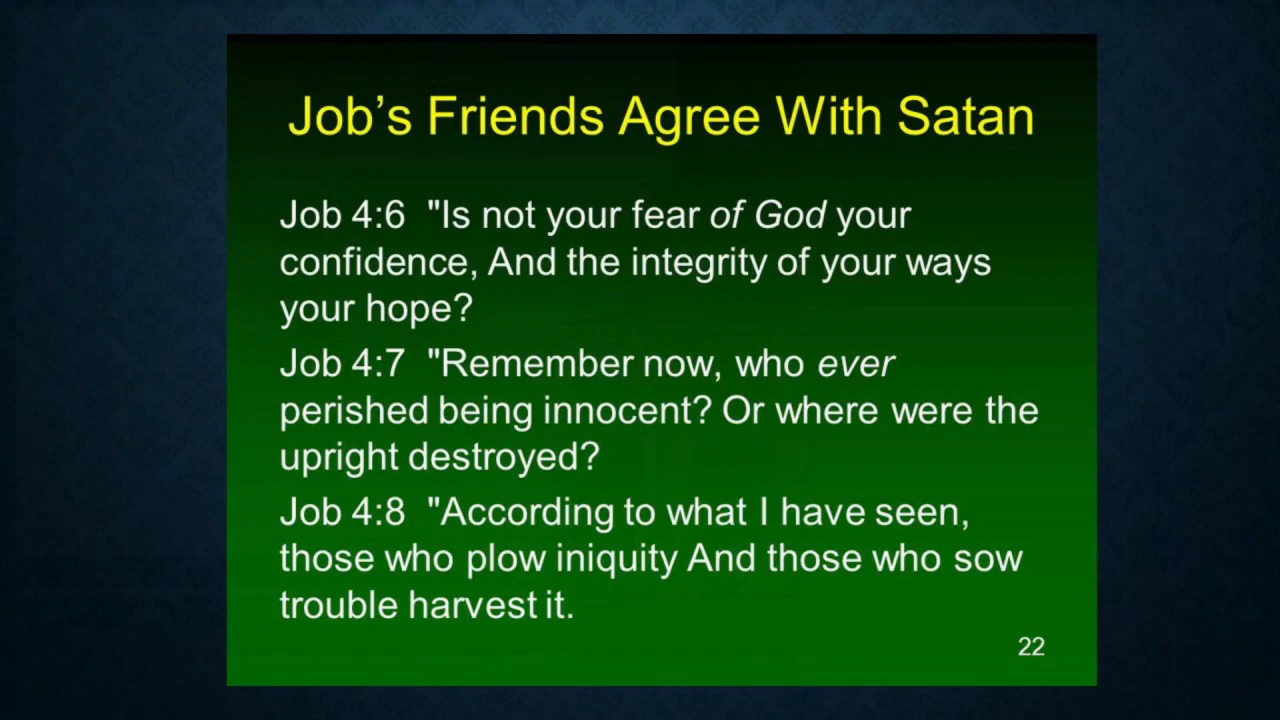 Job’s Friends Agree With Satan
Job 4:6  "Is not your fear of God your
confidence, And the integrity of your ways
your hope?
Job 4:7  "Remember now, who ever
perished being innocent? Or where were the
upright destroyed?
Job 4:8  "According to what I have seen,
those who plow iniquity And those who sow
trouble harvest it.
22